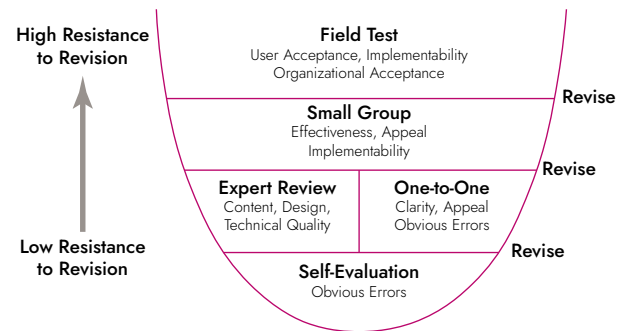 High Resistance
to Revision
Field Test
User Acceptance, Implementability
Organizational Acceptance
Revise
Small Group
Effectiveness, Appeal
Implementability
Revise
Expert Review
Content, Design,
Technical Quality
One-to-One
Clarity, Appeal
Obvious Errors
Revise
Low Resistance
to Revision
Self-Evaluation
Obvious Errors